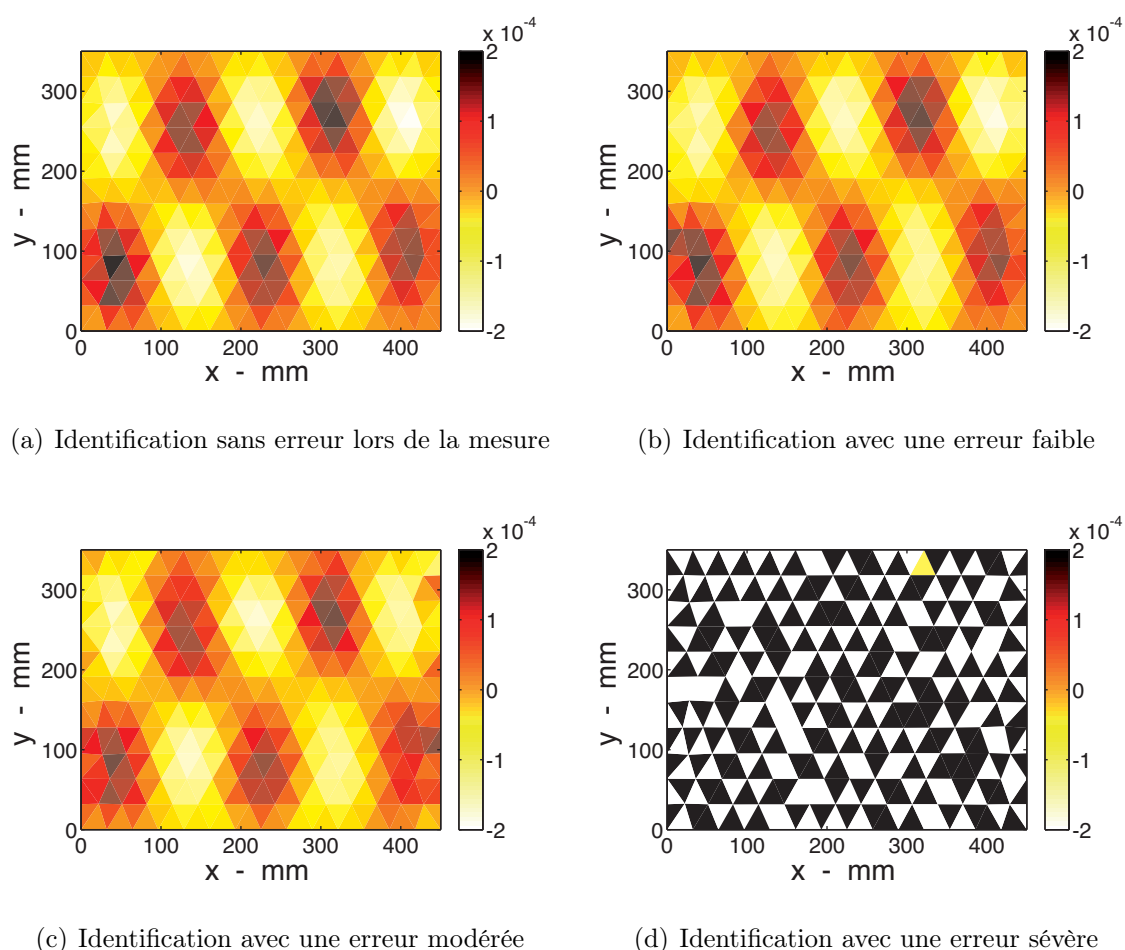 x 10-4
2
1
0
-1
-2
300
200
100
0
0 100 200 300 400
y - mm
x - mm
(a) Identification sans erreur lors de la mesure
x 10-4
2
1
0
-1
-2
300
200
100
0
0 100 200 300 400
y - mm
x - mm
(b) Identification avec une erreur faible
x 10-4
2
1
0
-1
-2
300
200
100
0
0 100 200 300 400
y - mm
x - mm
(c) Identification avec une erreur modérée
x 10-4
2
1
0
-1
-2
300
200
100
0
0 100 200 300 400
y - mm
x - mm
(d) Identification avec une erreur sévère